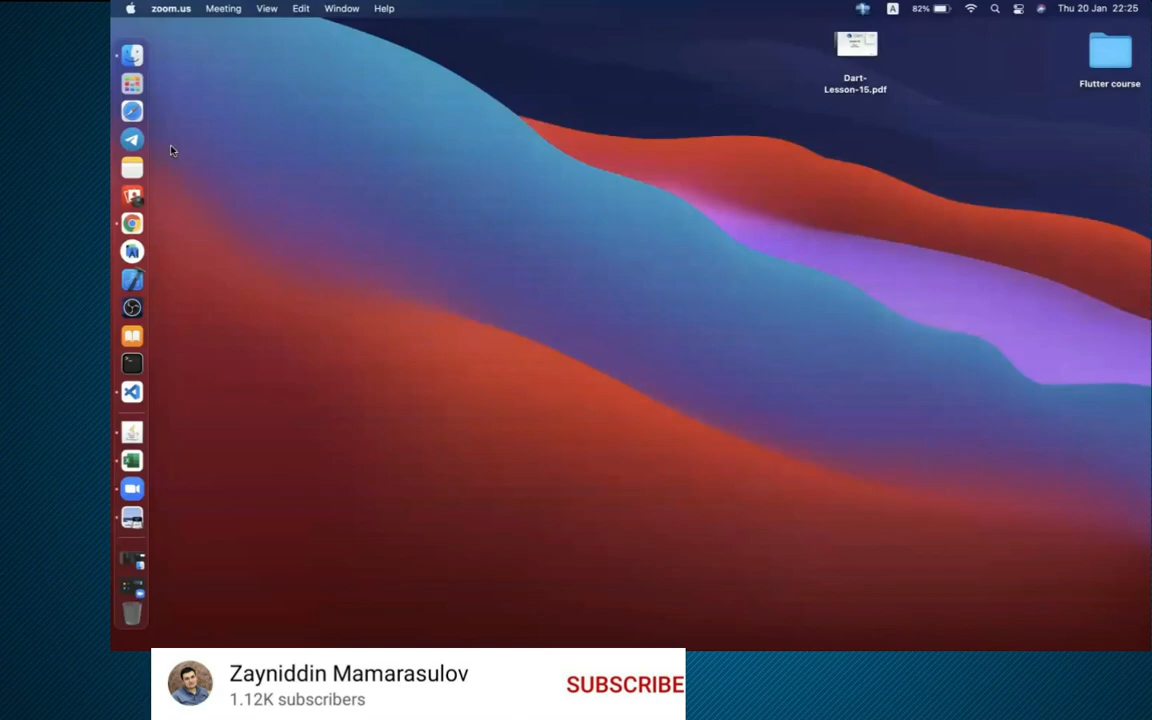 zoom.us Meeting View Edit Window Help A 82% Thu 20 Jan 22:25
Dart-
Lesson-15.pdf
Flutter course
Zayniddin Mamarasulov
1.12K subscribers
SUBSCRIBE